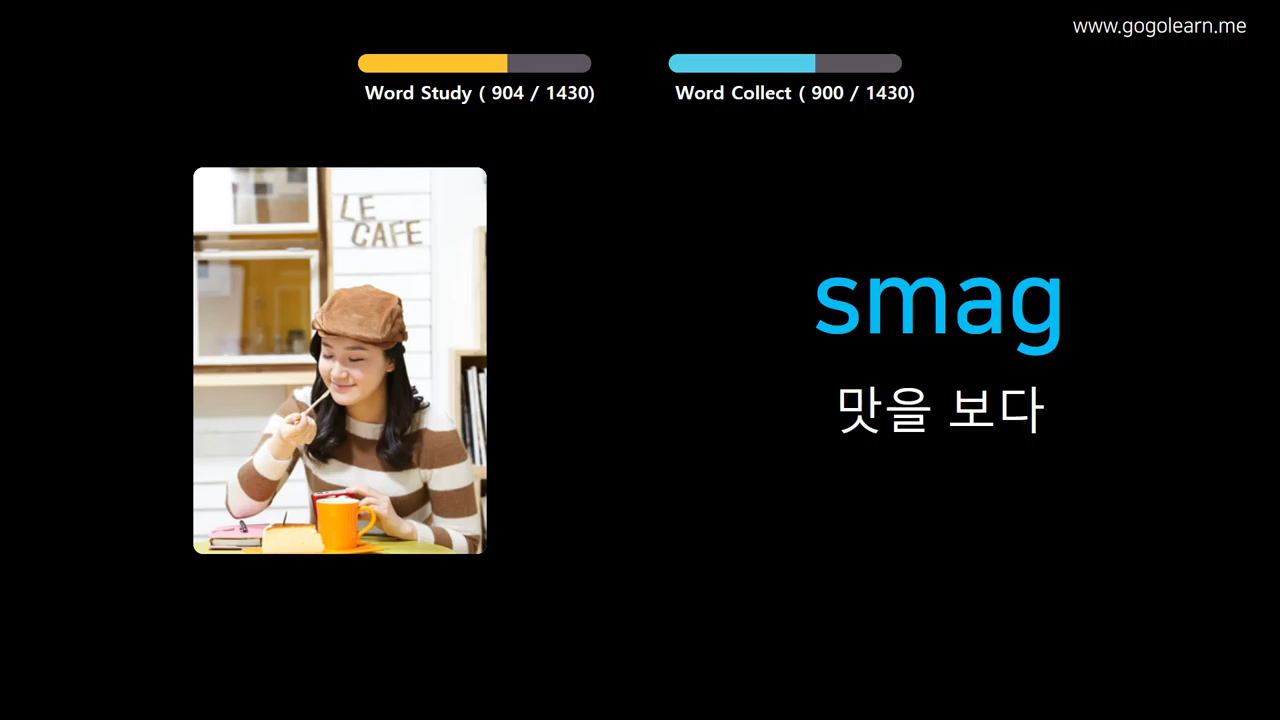 www.gogolearn.me
Word Study ( 904 / 1430)
Word Collect ( 900 / 1430)
LE
CAFE
smag
맛을 보다